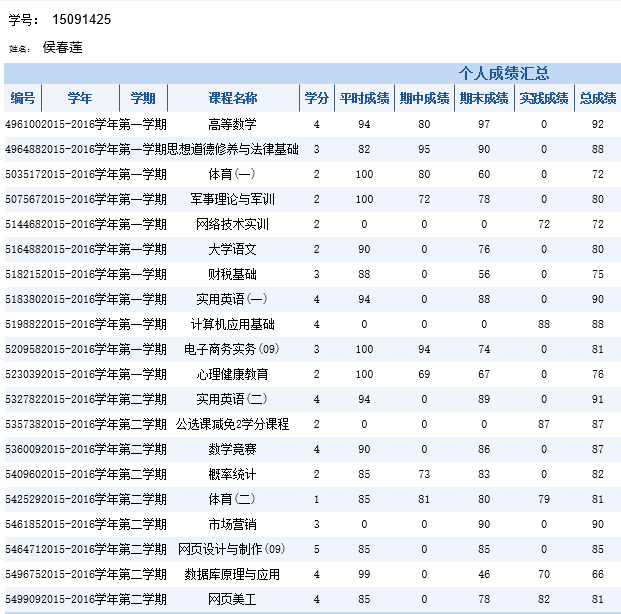 学号： 15091425
姓名： 侯春莲
个人成绩汇总
编号 学年 学期 课程名称 学分 平时成绩 期中成绩 期末成绩 实践成绩 总成绩
496100 2015-2016学年 第一学期 高等数学 4 94 80 97 0 92
496488 2015-2016学年 第一学期 思想道德修养与法律基础 3 82 95 90 0 88
503517 2015-2016学年 第一学期 体育(一) 2 100 80 60 0 72
507567 2015-2016学年 第一学期 军事理论与军训 2 100 72 78 0 80
514468 2015-2016学年 第一学期 网络技术实训 2 0 0 0 72 72
516488 2015-2016学年 第一学期 大学语文 2 90 0 76 0 80
518215 2015-2016学年 第一学期 财税基础 3 88 0 56 0 75
518380 2015-2016学年 第一学期 实用英语(一) 4 94 0 88 0 90
519882 2015-2016学年 第一学期 计算机应用基础 4 0 0 0 88 88
520958 2015-2016学年 第一学期 电子商务实务(09) 3 100 94 74 0 81
523039 2015-2016学年 第一学期 心理健康教育 2 100 69 67 0 76
532782 2015-2016学年 第二学期 实用英语(二) 4 94 0 89 0 91
535738 2015-2016学年 第二学期 公选课减免2学分课程 2 0 0 0 87 87
536009 2015-2016学年 第二学期 数学竞赛 4 90 0 86 0 87
540960 2015-2016学年 第二学期 概率统计 2 85 73 83 0 82
542529 2015-2016学年 第二学期 体育(二) 1 85 81 80 79 81
546185 2015-2016学年 第二学期 市场营销 3 0 0 90 0 90
546471 2015-2016学年 第二学期 网页设计与制作(09) 5 85 0 85 0 85
549675 2015-2016学年 第二学期 数据库原理与应用 4 99 0 46 70 66
549909 2015-2016学年 第二学期 网页美工 4 85 0 78 82 81